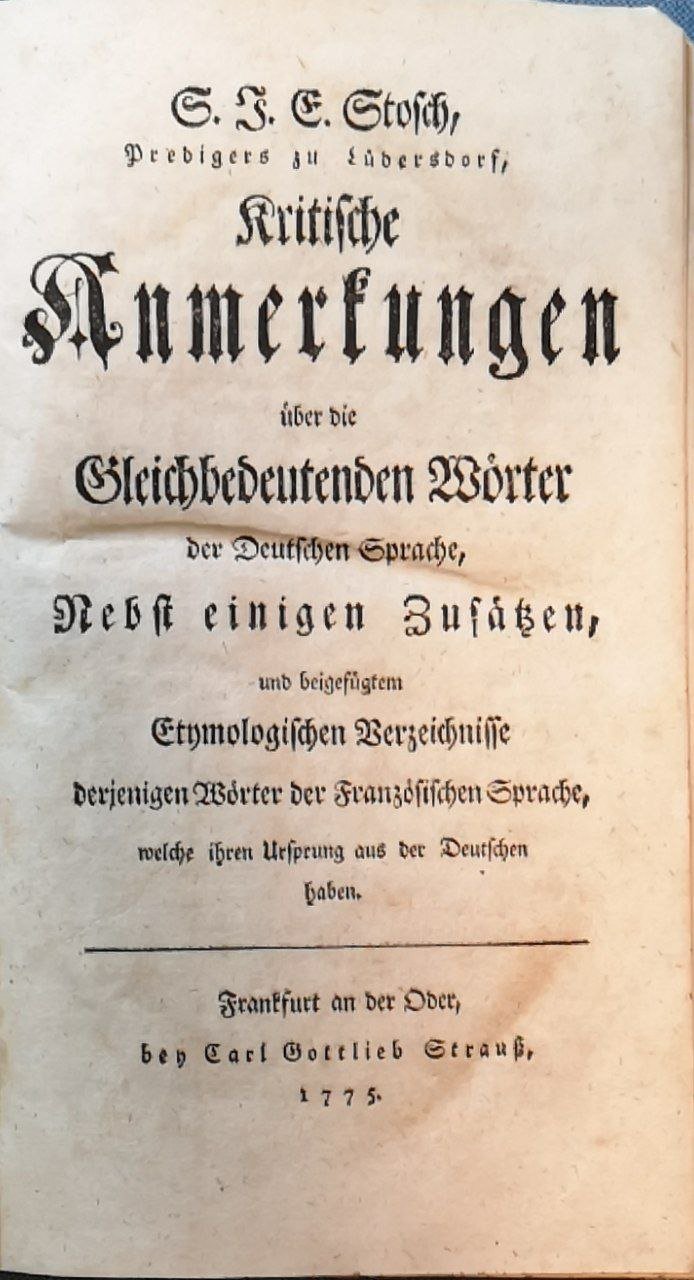 S. J. E. Stosch,
Predigers zu Lüdersdorf,
Kritische
Anmerkungen
über die
Gleichbedeutenden Wörter
der Deutschen Sprache,
Nebst einigen Zusätzen,
und beigefügtem
Etymologischen Verzeichnisse
derjenigen Wörter der Französischen Sprache,
welche ihren Ursprung aus der Deutschen
haben.
Frankfurt an der Oder,
bey Carl Gottlieb Strauß,
1775.